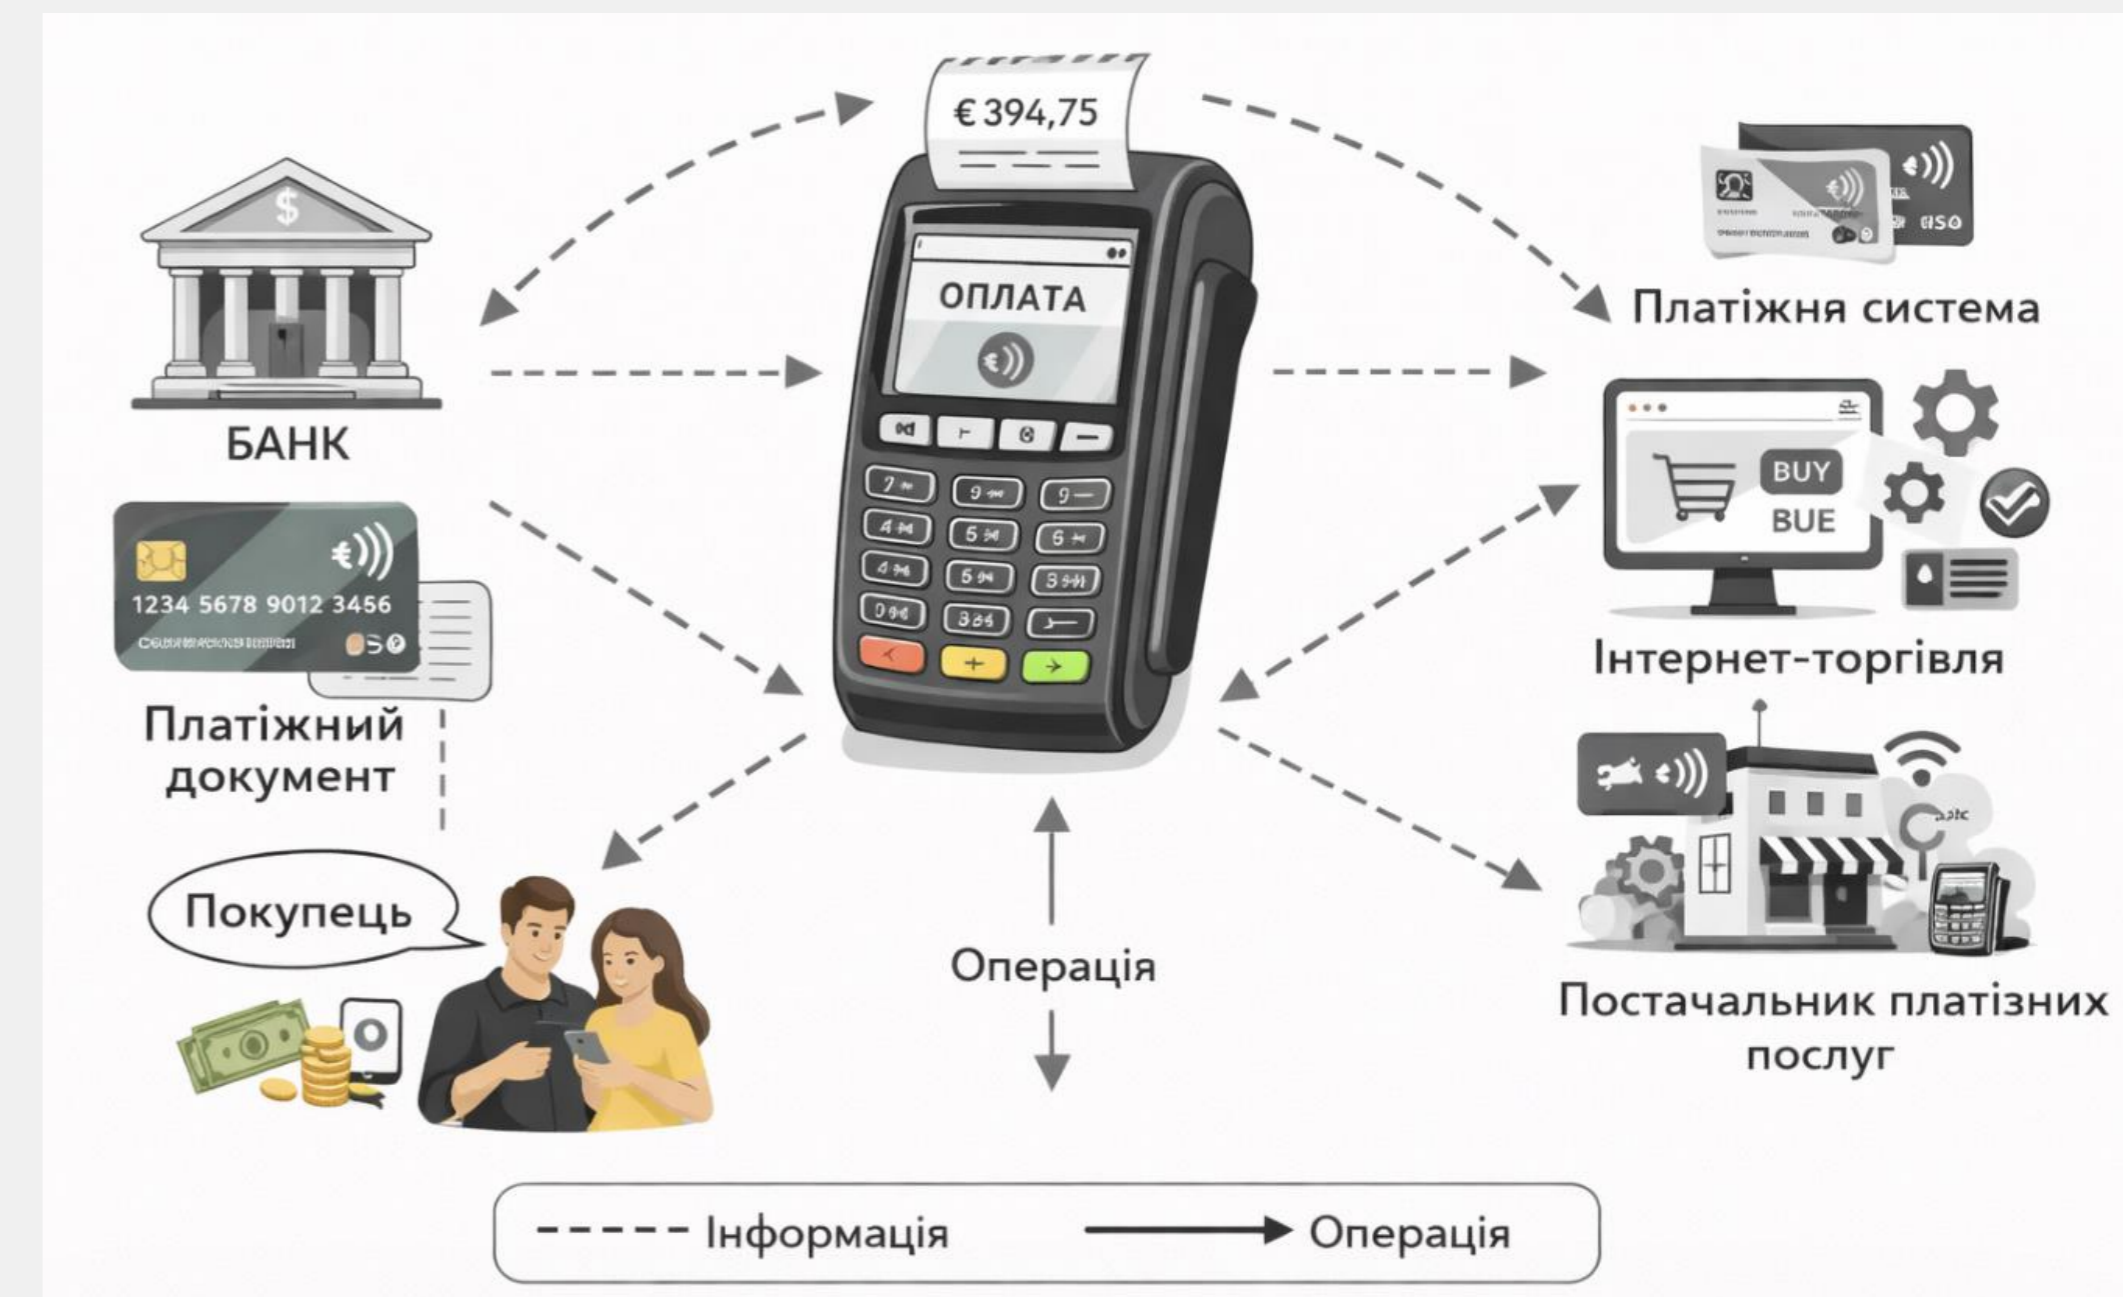 € 394,75
ОПЛАТА
$
БАНК
1234 5678 9012 3456
Платіжний
документ
Покупець
Операція
Платіжна система
BUY
BUE
Інтернет-торгівля
Постачальник платізних
послуг
Інформація
Операція